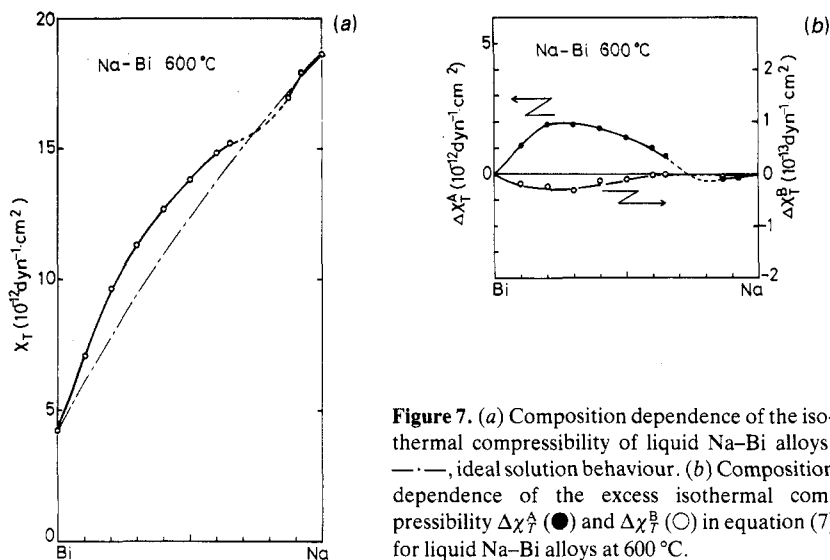 (a)
Na-Bi 600°C
20
15
10
5
0
χT (10⁻¹²dyn⁻¹·cm²)
Bi
Na
(b)
Na-Bi 600°C
5
0
ΔχTᴬ (10⁻¹²dyn⁻¹·cm²)
2
1
0
-1
-2
ΔχTᴮ (10⁻¹³dyn⁻¹cm²)
Bi
Na
Figure 7. (a) Composition dependence of the iso-
thermal compressibility of liquid Na–Bi alloys
—·—, ideal solution behaviour. (b) Composition
dependence of the excess isothermal com-
pressibility ΔχTᴬ (●) and ΔχTᴮ (○) in equation (7)
for liquid Na–Bi alloys at 600 °C.